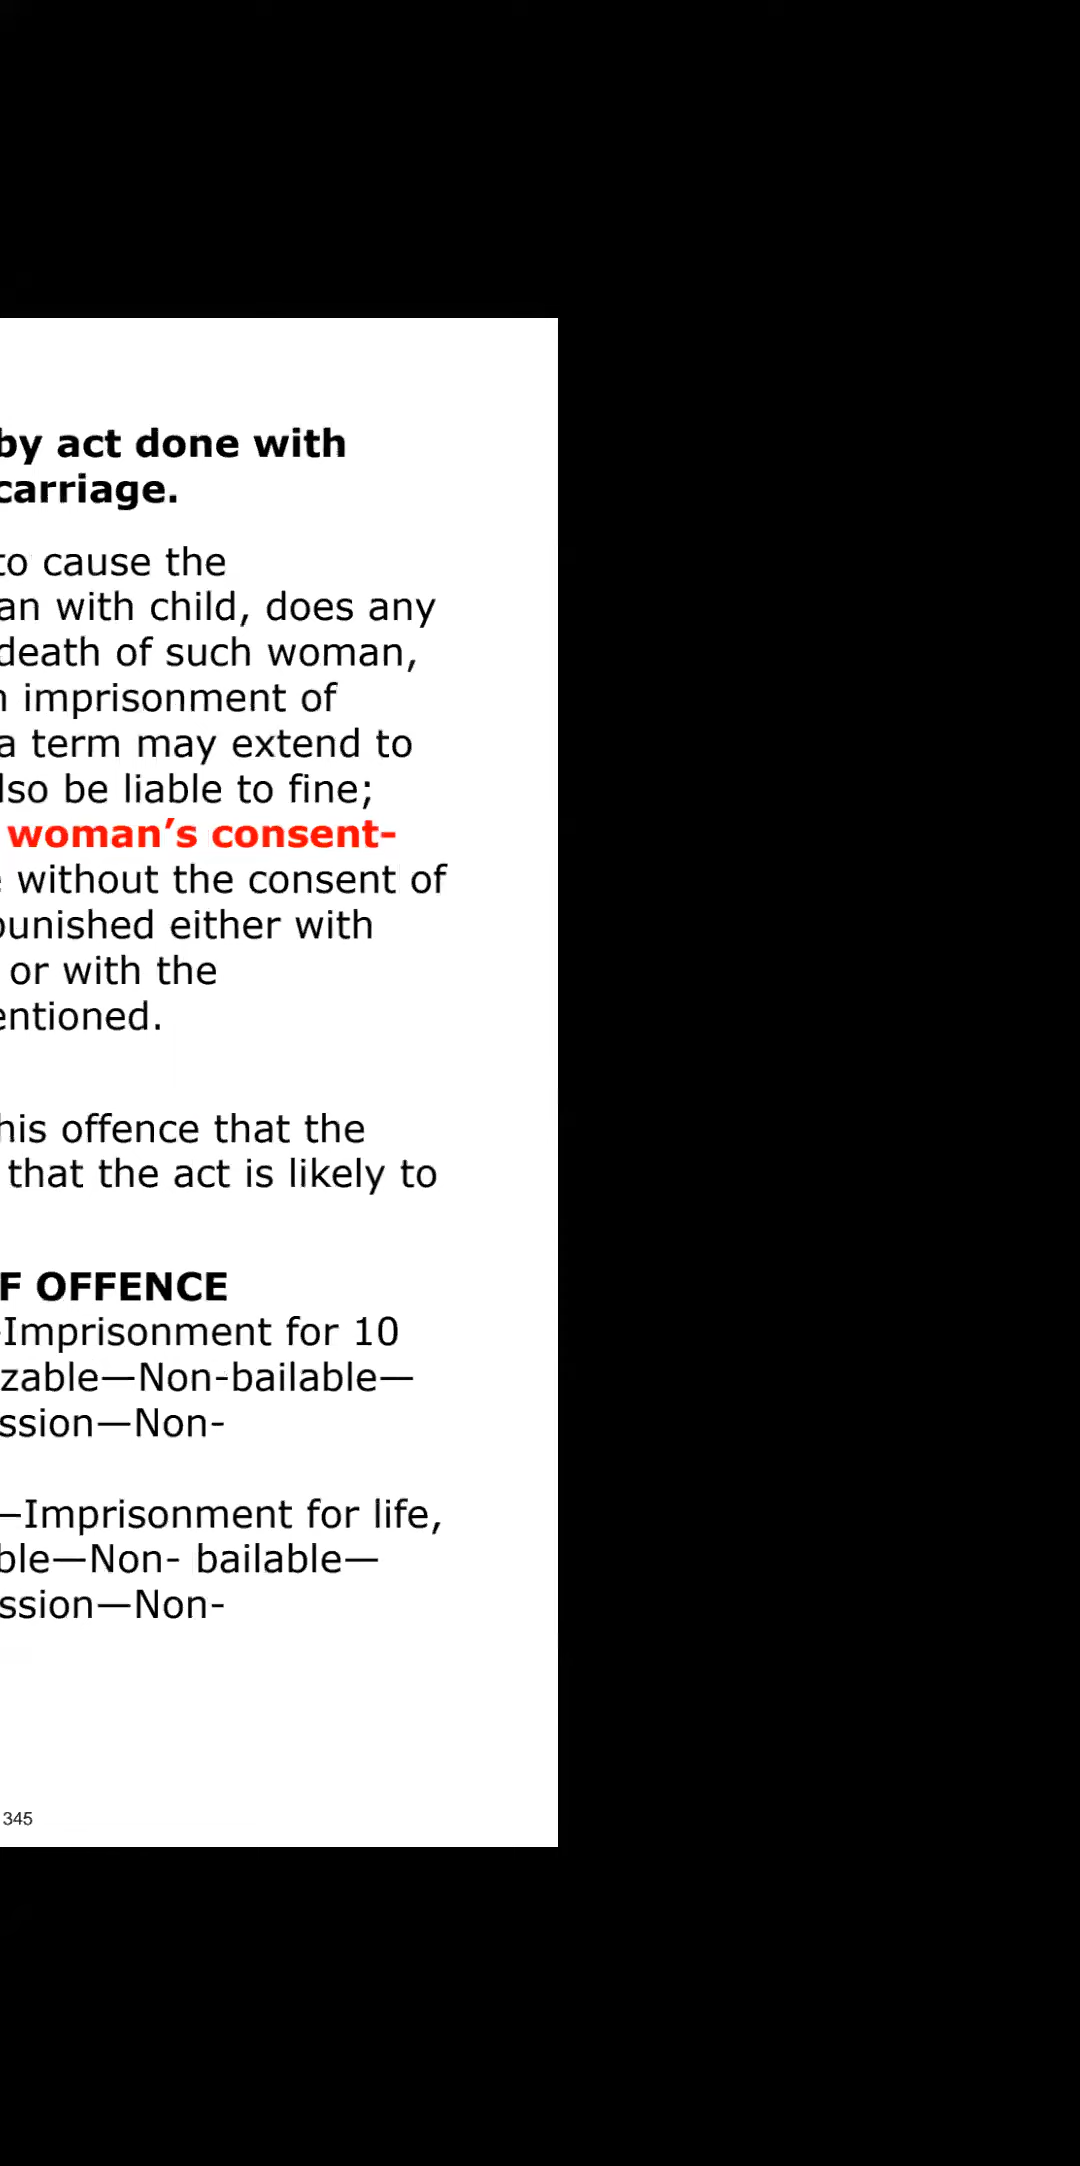 by act done with
carriage.
to cause the
an with child, does any
death of such woman,
imprisonment of
a term may extend to
lso be liable to fine;
woman’s consent-
without the consent of
punished either with
or with the
entioned.
his offence that the
that the act is likely to
F OFFENCE
-Imprisonment for 10
zable—Non-bailable—
ssion—Non-
—Imprisonment for life,
ble—Non- bailable—
ssion—Non-
345